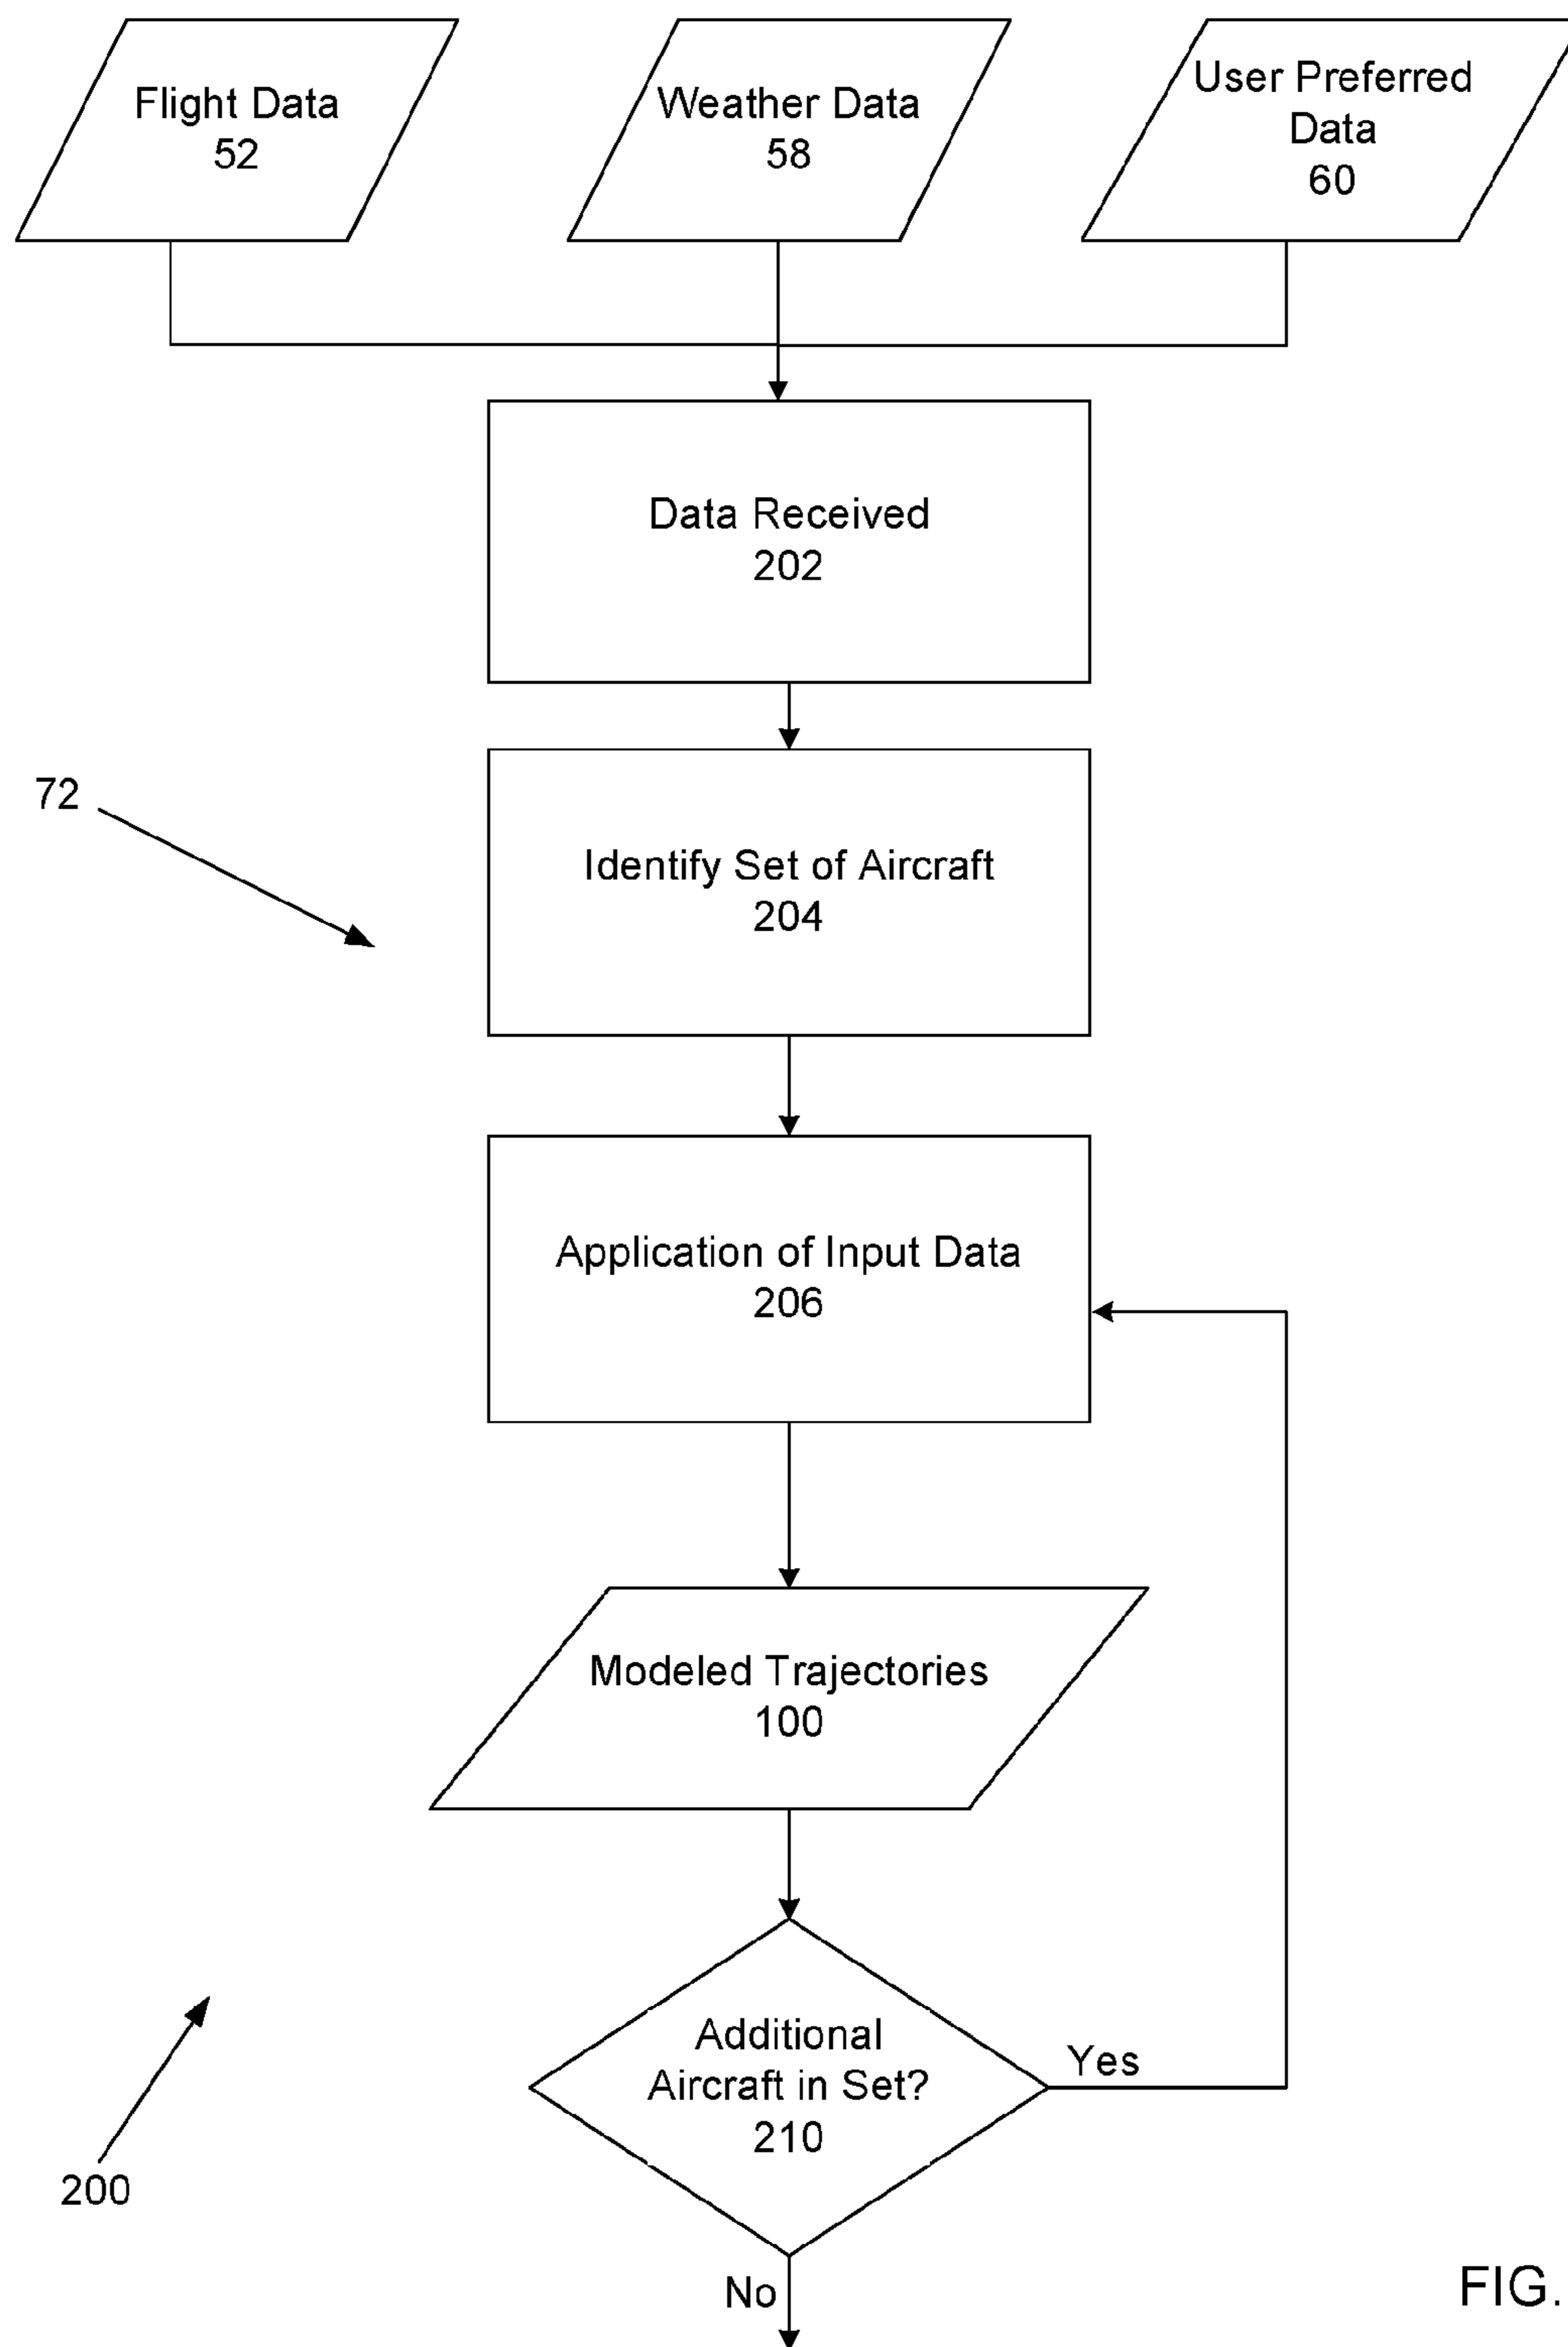 Flight Data
52
Weather Data
58
User Preferred
Data
60
Data Received
202
72
Identify Set of Aircraft
204
Application of Input Data
206
Modeled Trajectories
100
Additional
Aircraft in Set?
210
Yes
200
No
FIG.